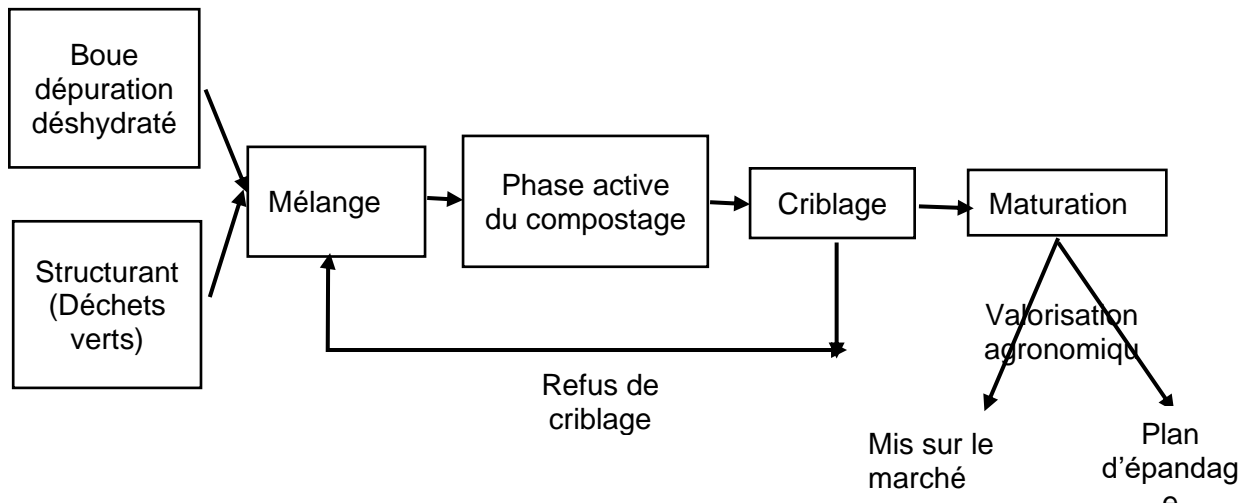 Boue
dépuration
déshydraté
Structurant
(Déchets
verts)
Mélange
Phase active
du compostage
Criblage
Maturation
Refus de
criblage
Valorisation
agronomiqu
Mis sur le
marché
Plan
d'épandag
e